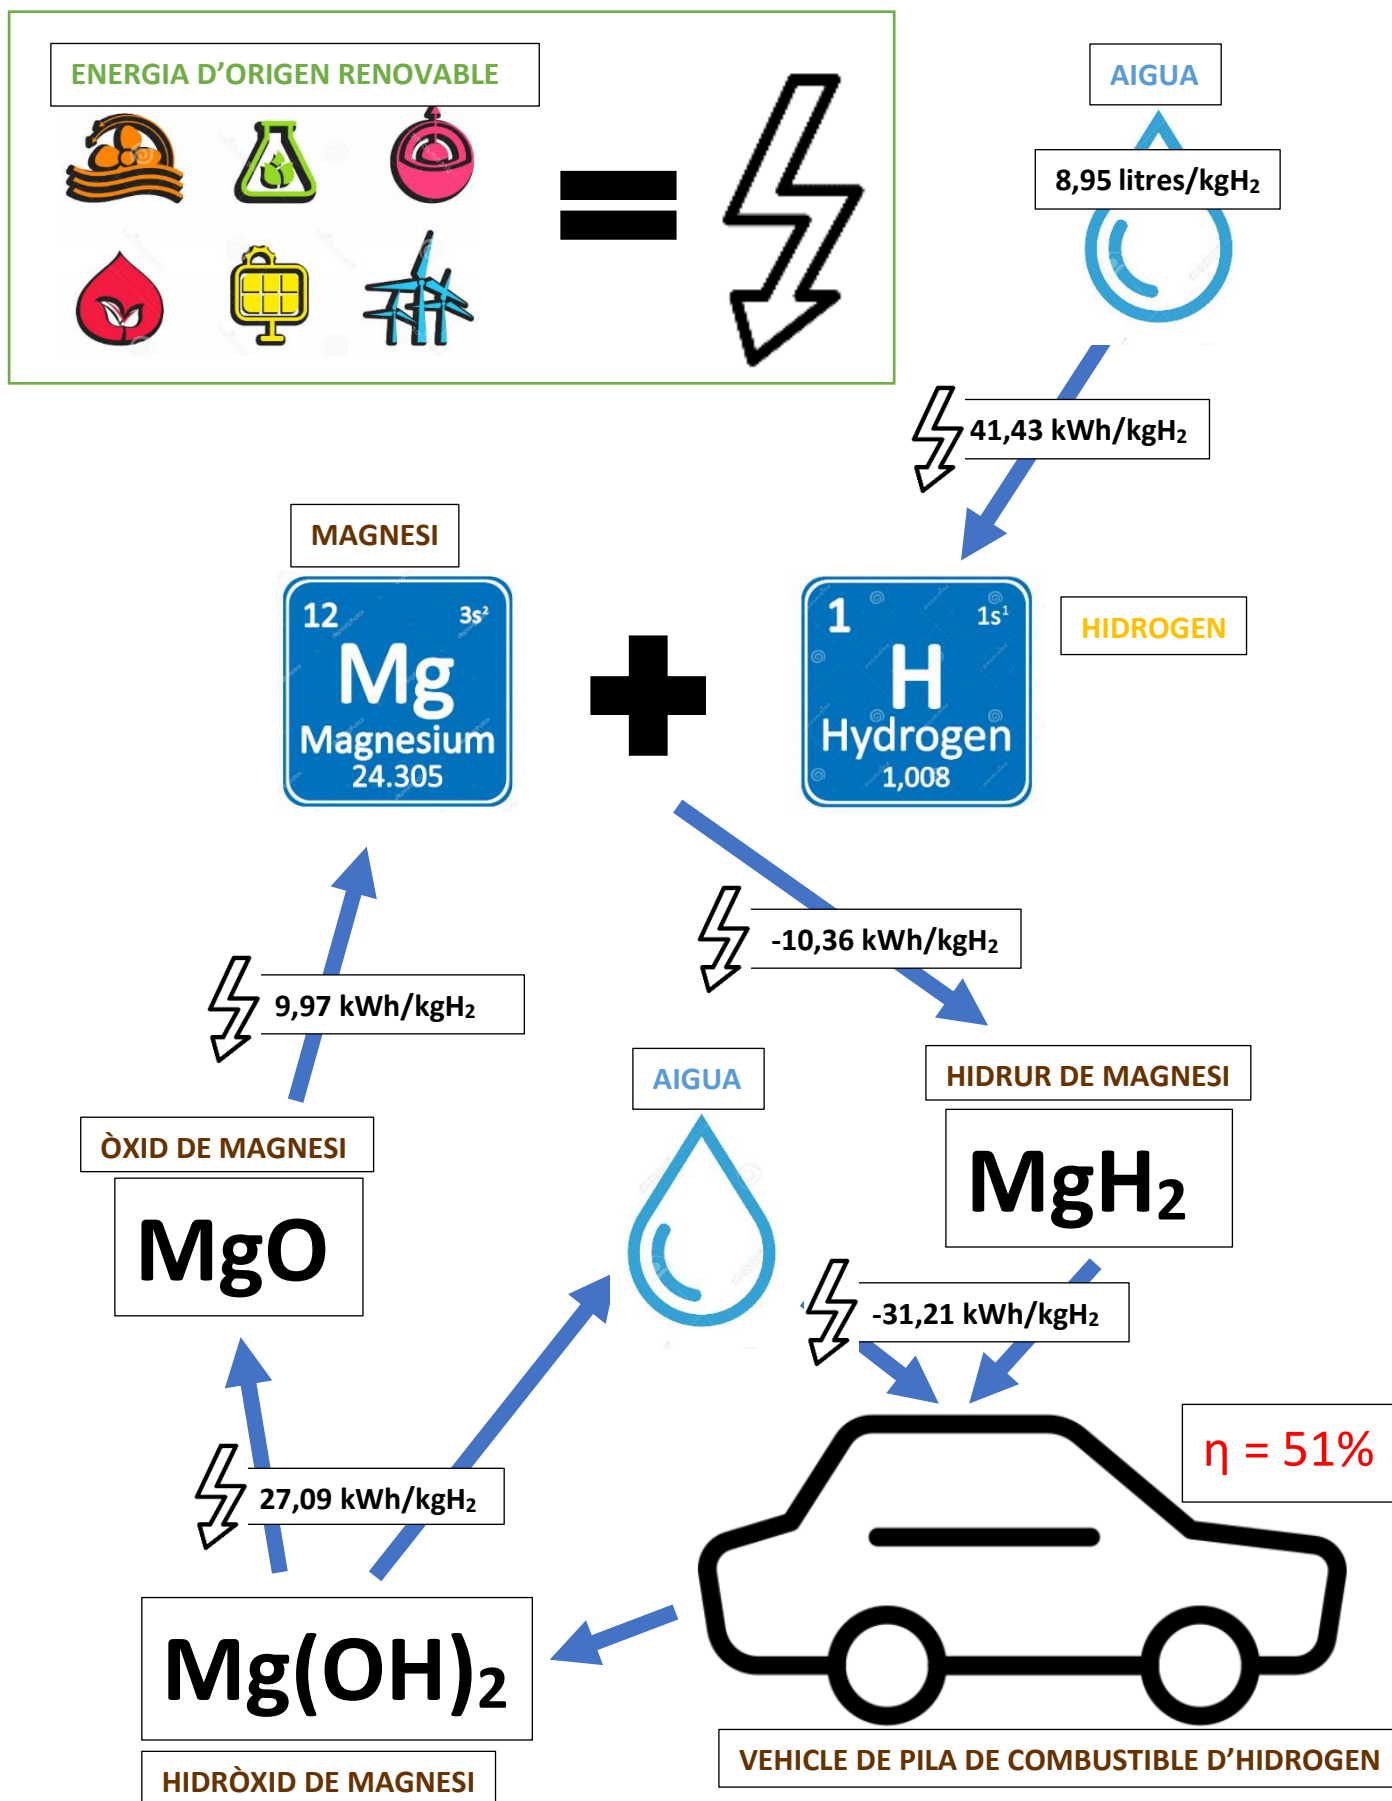 ENERGIA D'ORIGEN RENOVABLE
AIGUA
8,95 litres/kgH₂
41,43 kWh/kgH₂
MAGNESI
12 3s²
Mg
Magnesium
24.305
1 1s¹
H
Hydrogen
1,008
HIDROGEN
-10,36 kWh/kgH₂
9,97 kWh/kgH₂
AIGUA
HIDRUR DE MAGNESI
MgH₂
ÒXID DE MAGNESI
MgO
-31,21 kWh/kgH₂
η = 51%
27,09 kWh/kgH₂
Mg(OH)₂
HIDRÒXID DE MAGNESI
VEHICLE DE PILA DE COMBUSTIBLE D'HIDROGEN